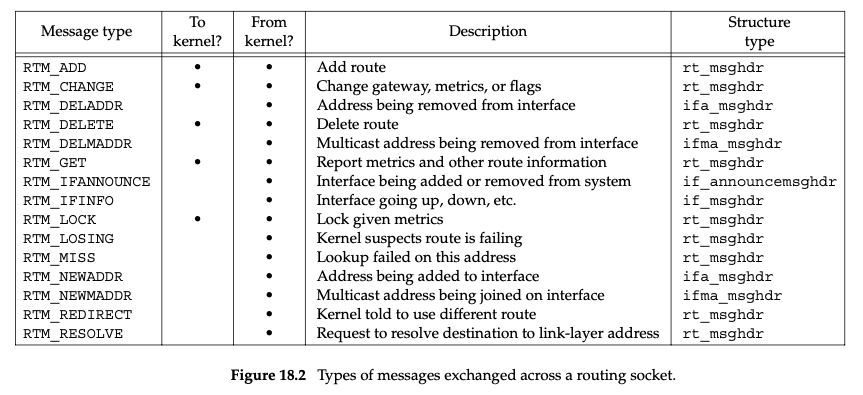 Message type To kernel? From kernel? Description Structure type
RTM_ADD • • Add route rt_msghdr
RTM_CHANGE • • Change gateway, metrics, or flags rt_msghdr
RTM_DELADDR • Address being removed from interface ifa_msghdr
RTM_DELETE • • Delete route rt_msghdr
RTM_DELMADDR • Multicast address being removed from interface ifma_msghdr
RTM_GET • • Report metrics and other route information rt_msghdr
RTM_IFANNOUNCE • Interface being added or removed from system if_announcemsghdr
RTM_IFINFO • Interface going up, down, etc. if_msghdr
RTM_LOCK • • Lock given metrics rt_msghdr
RTM_LOSING • Kernel suspects route is failing rt_msghdr
RTM_MISS • Lookup failed on this address rt_msghdr
RTM_NEWADDR • Address being added to interface ifa_msghdr
RTM_NEWMADDR • Multicast address being joined on interface ifma_msghdr
RTM_REDIRECT • Kernel told to use different route rt_msghdr
RTM_RESOLVE • Request to resolve destination to link-layer address rt_msghdr
Figure 18.2 Types of messages exchanged across a routing socket.